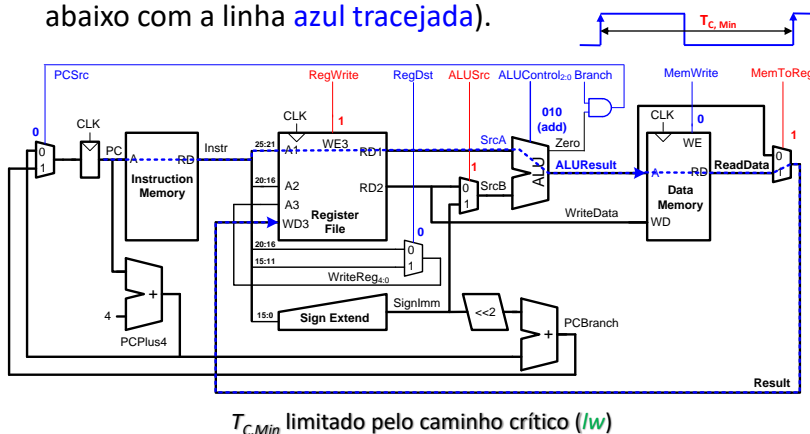 abaixo com a linha azul tracejada).
TC, Min
PCSrc
RegWrite
RegDst
ALUSrc
ALUControl2:0 Branch
MemWrite
MemToReg
0
CLK
PC
A
RD
Instruction
Memory
Instr
CLK
1
25:21
A1
WE3
RD1
20:16
A2
RD2
A3
WD3
Register
File
0
20:16
15:11
0
1
WriteReg4:0
1
0
1
SrcA
SrcB
010
(add)
Zero
ALU
ALUResult
WriteData
CLK
0
WE
A
RD
Data
Memory
WD
ReadData
1
0
1
0
1
4
+
PCPlus4
15:0
Sign Extend
SignImm
<<2
+
PCBranch
Result
TC,Min limitado pelo caminho crítico (lw)